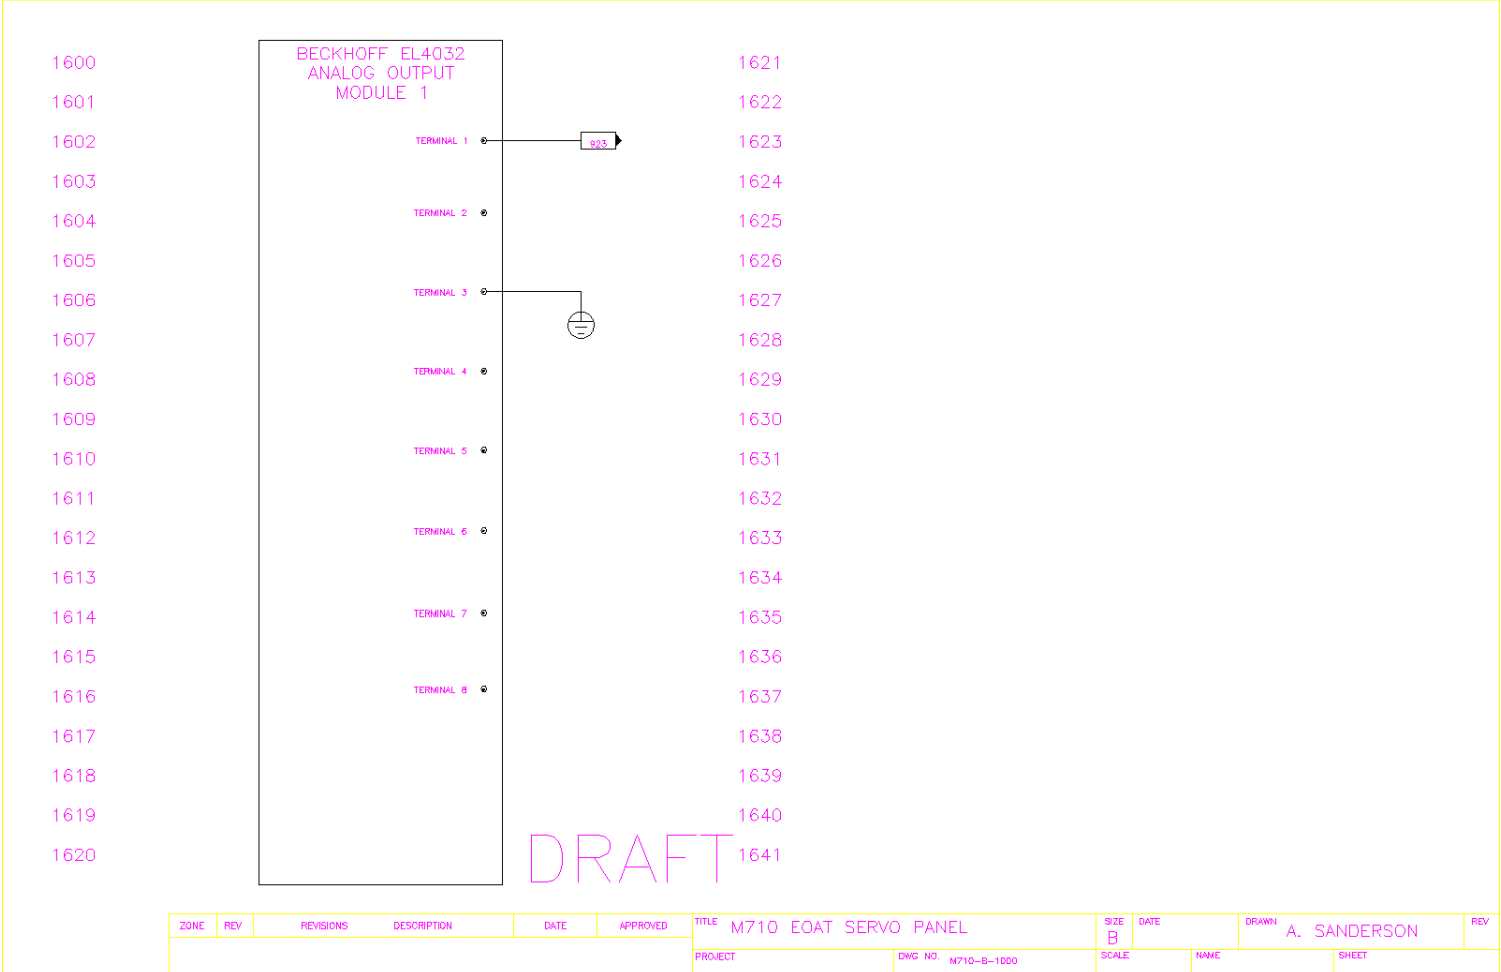 BECKHOFF EL4032
ANALOG OUTPUT
MODULE 1
1600
1601
1602
1603
1604
1605
1606
1607
1608
1609
1610
1611
1612
1613
1614
1615
1616
1617
1618
1619
1620
TERMINAL 1
923
TERMINAL 2
TERMINAL 3
TERMINAL 4
TERMINAL 5
TERMINAL 6
TERMINAL 7
TERMINAL 8
1621
1622
1623
1624
1625
1626
1627
1628
1629
1630
1631
1632
1633
1634
1635
1636
1637
1638
1639
1640
1641
DRAFT
ZONE REV REVISIONS DESCRIPTION DATE APPROVED
TITLE M710 EOAT SERVO PANEL
SIZE B
DATE
DRAWN A. SANDERSON
REV
PROJECT
DWG NO. M710-B-1000
SCALE
NAME
SHEET